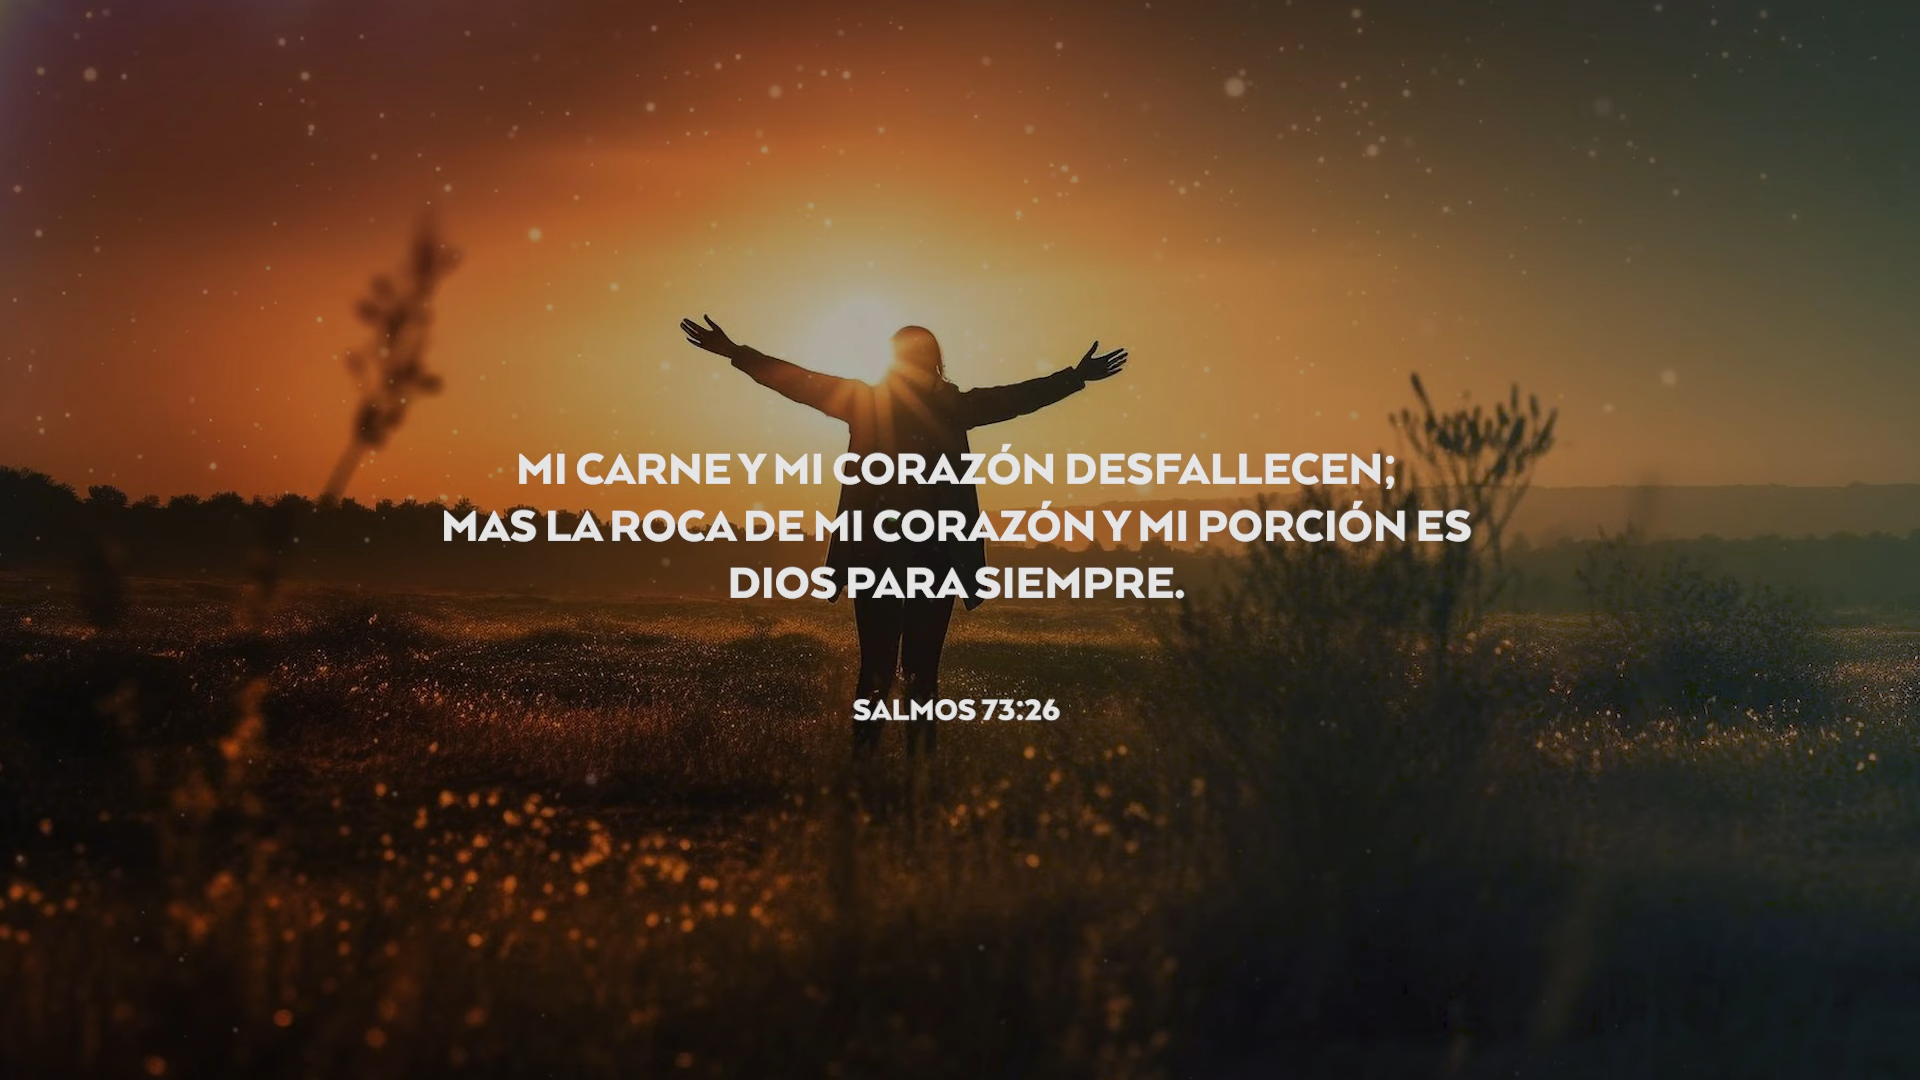 MI CARNE Y MI CORAZÓN DESFALLECEN;
MAS LA ROCA DE MI CORAZÓN Y MI PORCIÓN ES
DIOS PARA SIEMPRE.
SALMOS 73:26